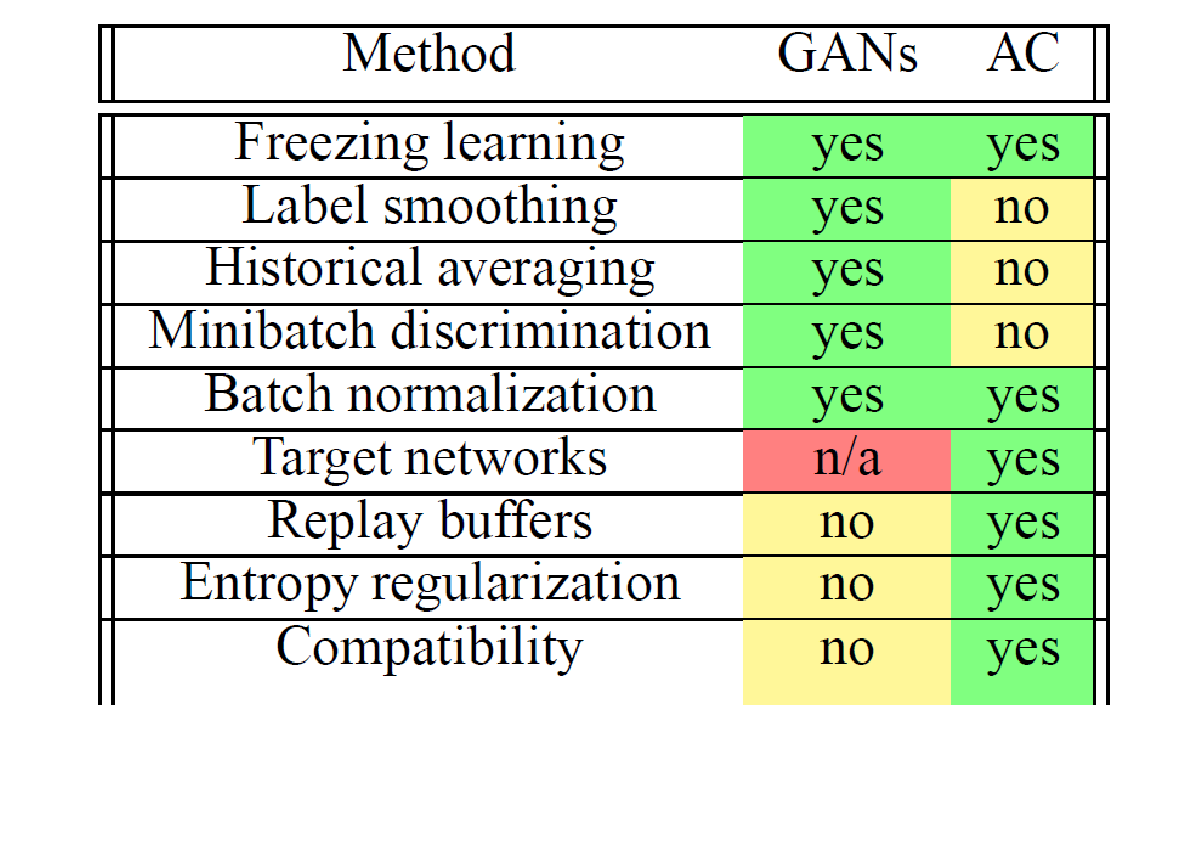 Method GANs AC
Freezing learning yes yes
Label smoothing yes no
Historical averaging yes no
Minibatch discrimination yes no
Batch normalization yes yes
Target networks n/a yes
Replay buffers no yes
Entropy regularization no yes
Compatibility no yes